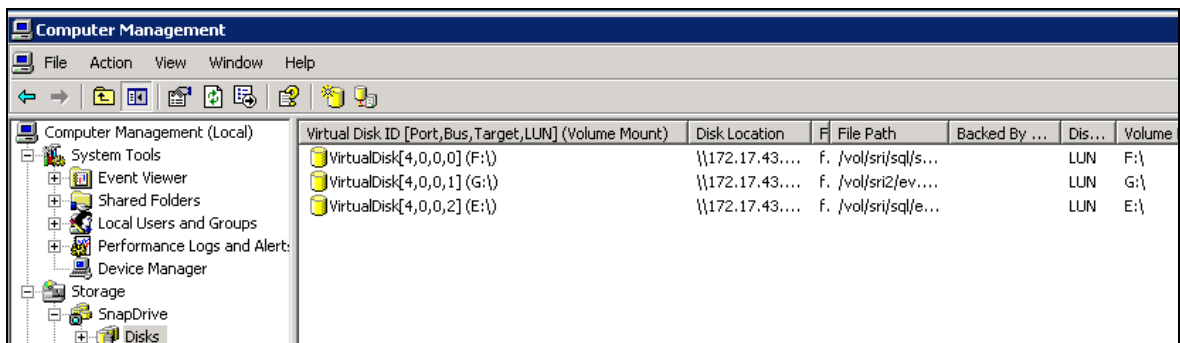 Computer Management
File Action View Window Help
Computer Management (Local)
System Tools
Event Viewer
Shared Folders
Local Users and Groups
Performance Logs and Alerts
Device Manager
Storage
SnapDrive
Disks
Virtual Disk ID [Port,Bus,Target,LUN] (Volume Mount) Disk Location F File Path Backed By ... Dis... Volume
VirtualDisk[4,0,0,0] (F:\) \\172.17.43.... f. /vol/sri/sql/s... LUN F:\
VirtualDisk[4,0,0,1] (G:\) \\172.17.43.... f. /vol/sri2/ev.... LUN G:\
VirtualDisk[4,0,0,2] (E:\) \\172.17.43.... f. /vol/sri/sql/e... LUN E:\